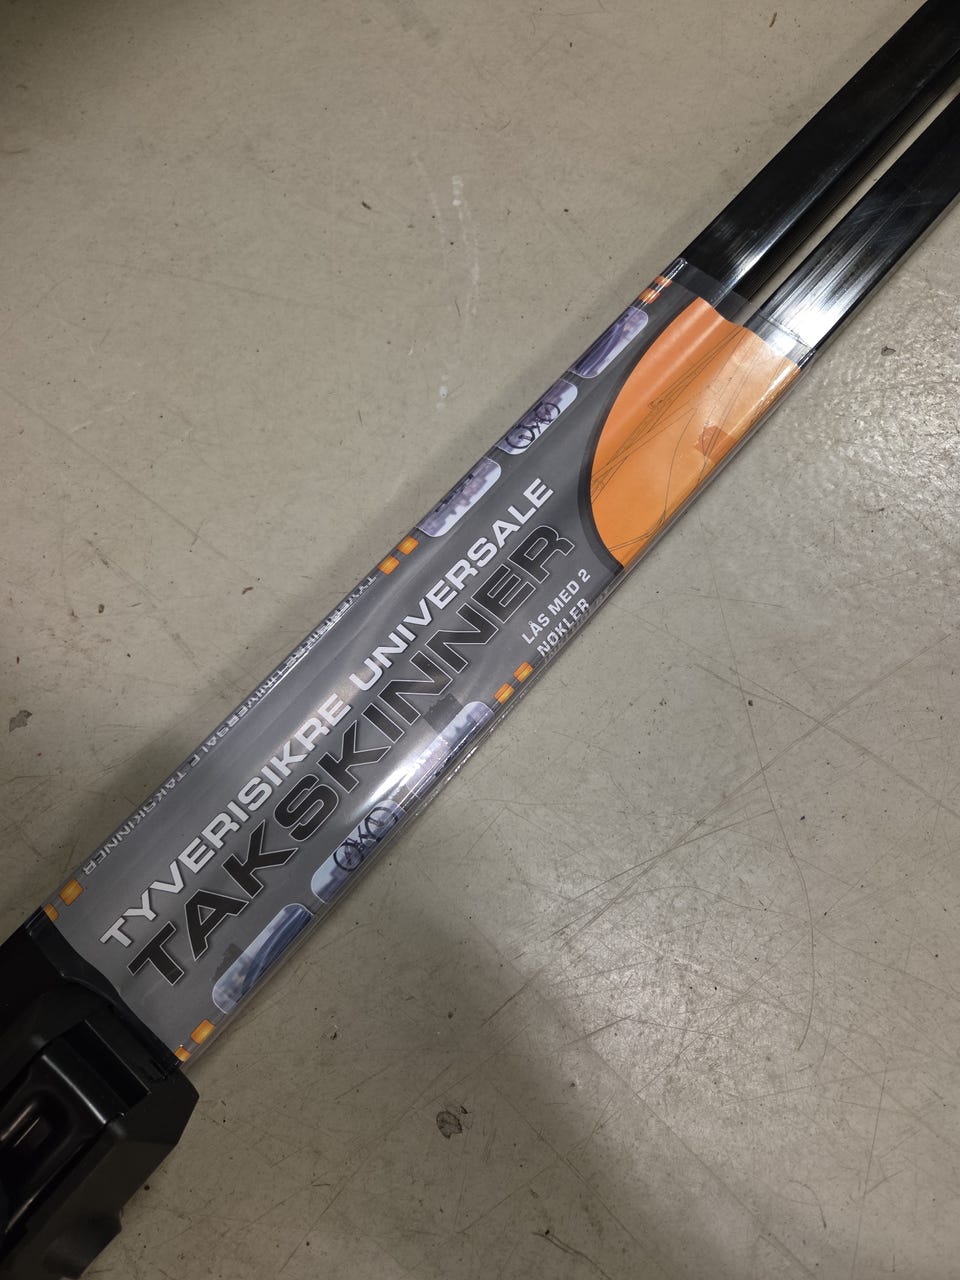 TYVERISIKRE UNIVERSALE
TAKSKINNER
LÅS MED 2
NØKLER
TYVERISIKRE UNIVERSALE TAKSKINNER